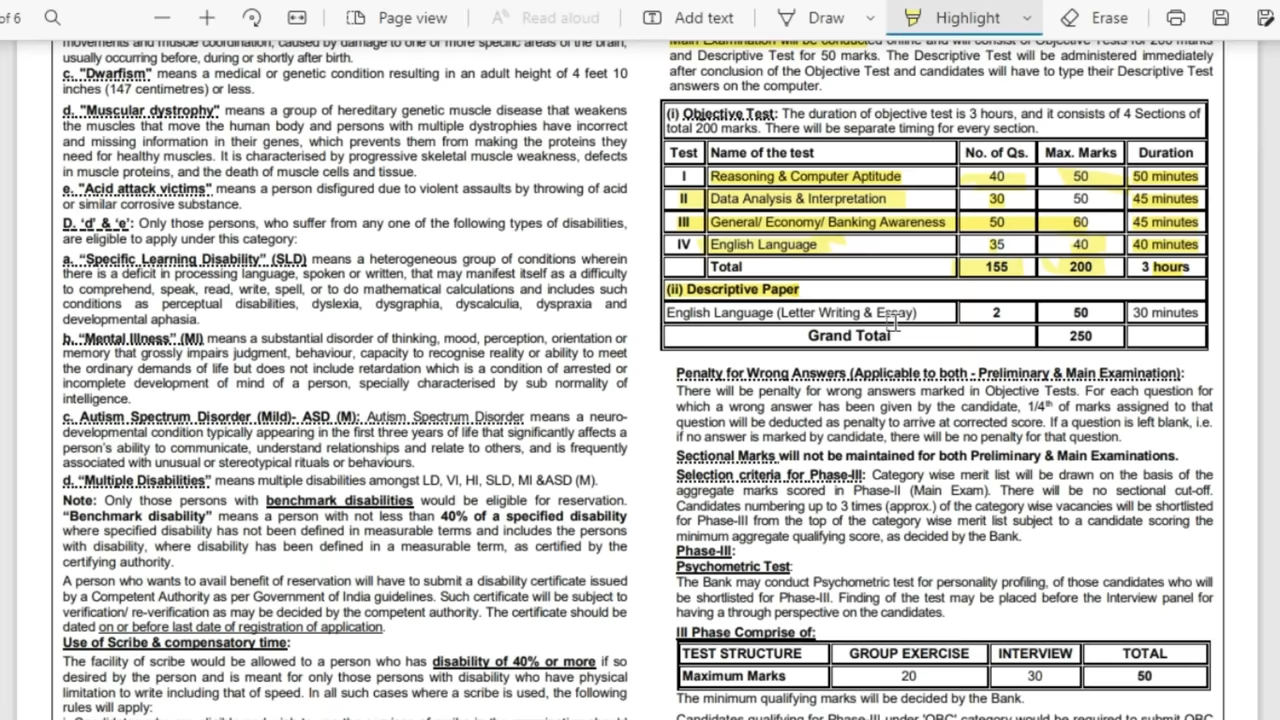 of 6
Page view
Read aloud
Add text
Draw
Highlight
Erase
movements and muscle coordination, caused by damage to one or more specific areas of the brain,
usually occurring before, during or shortly after birth.
c. "Dwarfism" means a medical or genetic condition resulting in an adult height of 4 feet 10
inches (147 centimetres) or less.
d. "Muscular dystrophy" means a group of hereditary genetic muscle disease that weakens
the muscles that move the human body and persons with multiple dystrophies have incorrect
and missing information in their genes, which prevents them from making the proteins they
need for healthy muscles. It is characterised by progressive skeletal muscle weakness, defects
in muscle proteins, and the death of muscle cells and tissue.
e. "Acid attack victims" means a person disfigured due to violent assaults by throwing of acid
or similar corrosive substance.
D. 'd' & 'e': Only those persons, who suffer from any one of the following types of disabilities,
are eligible to apply under this category:
a. "Specific Learning Disability" (SLD) means a heterogeneous group of conditions wherein
there is a deficit in processing language, spoken or written, that may manifest itself as a difficulty
to comprehend, speak, read, write, spell, or to do mathematical calculations and includes such
conditions as perceptual disabilities, dyslexia, dysgraphia, dyscalculia, dyspraxia and
developmental aphasia.
b. "Mental Illness" (MI) means a substantial disorder of thinking, mood, perception, orientation or
memory that grossly impairs judgment, behaviour, capacity to recognise reality or ability to meet
the ordinary demands of life but does not include retardation which is a condition of arrested or
incomplete development of mind of a person, specially characterised by sub normality of
intelligence.
c. Autism Spectrum Disorder (Mild)- ASD (M): Autism Spectrum Disorder means a neuro-
developmental condition typically appearing in the first three years of life that significantly affects a
person's ability to communicate, understand relationships and relate to others, and is frequently
associated with unusual or stereotypical rituals or behaviours.
d. "Multiple Disabilities" means multiple disabilities amongst LD, VI, HI, SLD, MI &ASD (M).
Note: Only those persons with benchmark disabilities would be eligible for reservation.
"Benchmark disability" means a person with not less than 40% of a specified disability
where specified disability has not been defined in measurable terms and includes the persons
with disability, where disability has been defined in a measurable term, as certified by the
certifying authority.
A person who wants to avail benefit of reservation will have to submit a disability certificate issued
by a Competent Authority as per Government of India guidelines. Such certificate will be subject to
verification/ re-verification as may be decided by the competent authority. The certificate should be
dated on or before last date of registration of application.
Use of Scribe & compensatory time:
The facility of scribe would be allowed to a person who has disability of 40% or more if so
desired by the person and is meant for only those persons with disability who have physical
limitation to write including that of speed. In all such cases where a scribe is used, the following
rules will apply:
Main Examination will be conducted online and will consist of Objective Tests for 200 marks
and Descriptive Test for 50 marks. The Descriptive Test will be administered immediately
after conclusion of the Objective Test and candidates will have to type their Descriptive Test
answers on the computer.
(i) Objective Test: The duration of objective test is 3 hours, and it consists of 4 Sections of
total 200 marks. There will be separate timing for every section.
Test Name of the test No. of Qs. Max. Marks Duration
I Reasoning & Computer Aptitude 40 50 50 minutes
II Data Analysis & Interpretation 30 50 45 minutes
III General/ Economy/ Banking Awareness 50 60 45 minutes
IV English Language 35 40 40 minutes
Total 155 200 3 hours
(ii) Descriptive Paper
English Language (Letter Writing & Essay) 2 50 30 minutes
Grand Total 250
Penalty for Wrong Answers (Applicable to both - Preliminary & Main Examination):
There will be penalty for wrong answers marked in Objective Tests. For each question for
which a wrong answer has been given by the candidate, 1/4th of marks assigned to that
question will be deducted as penalty to arrive at corrected score. If a question is left blank, i.e.
if no answer is marked by candidate, there will be no penalty for that question.
Sectional Marks will not be maintained for both Preliminary & Main Examinations.
Selection criteria for Phase-III: Category wise merit list will be drawn on the basis of the
aggregate marks scored in Phase-II (Main Exam). There will be no sectional cut-off.
Candidates numbering up to 3 times (approx.) of the category wise vacancies will be shortlisted
for Phase-III from the top of the category wise merit list subject to a candidate scoring the
minimum aggregate qualifying score, as decided by the Bank.
Phase-III:
Psychometric Test:
The Bank may conduct Psychometric test for personality profiling, of those candidates who will
be shortlisted for Phase-III. Finding of the test may be placed before the Interview panel for
having a through perspective on the candidates.
III Phase Comprise of:
TEST STRUCTURE GROUP EXERCISE INTERVIEW TOTAL
Maximum Marks 20 30 50
The minimum qualifying marks will be decided by the Bank.
Candidates qualifying for Phase-III under 'OBC' category would be required to submit OBC